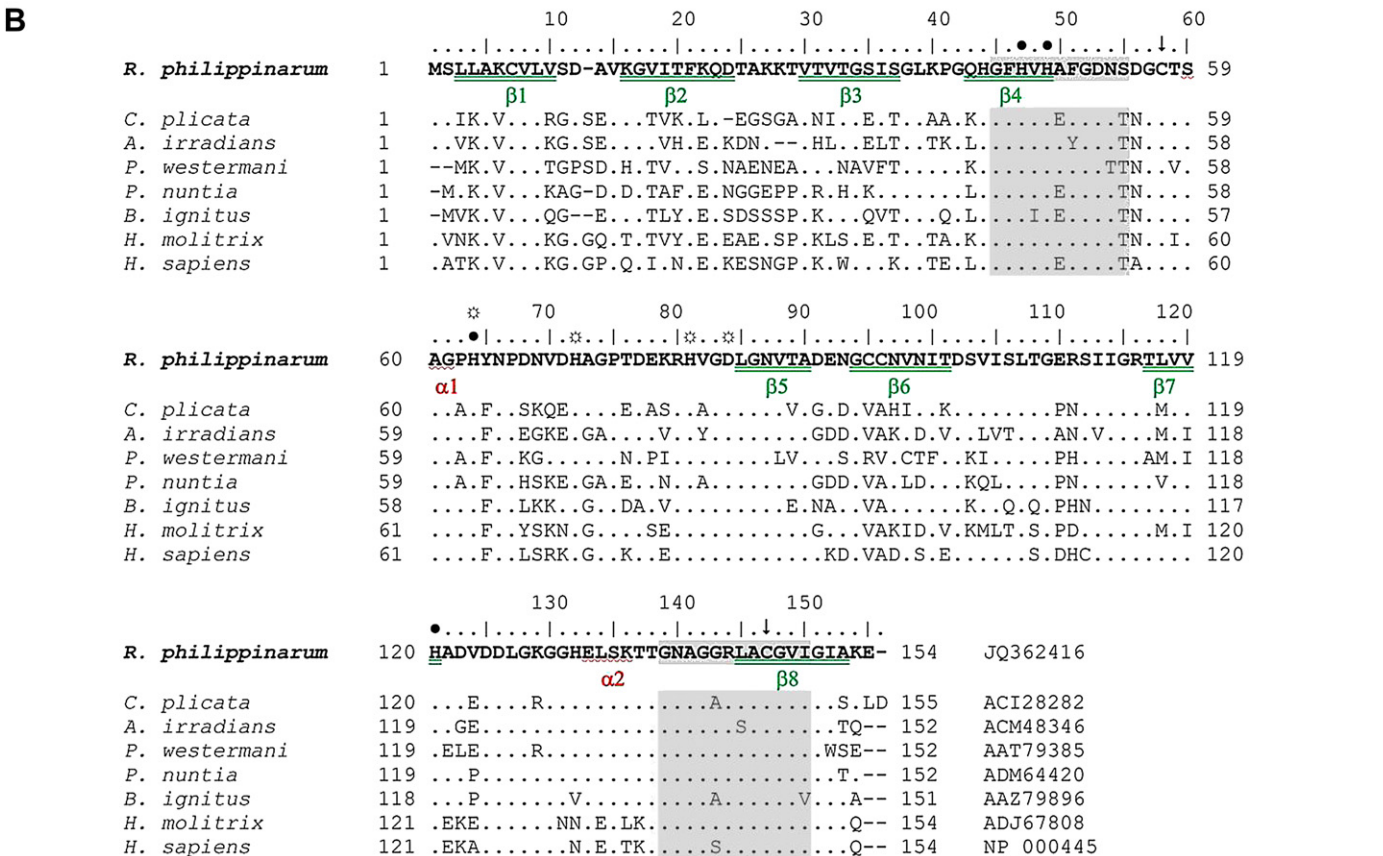 B
10 20 30 40 50 60
....|....|....|....|....|....|....|....|....|.●.●....|..↓.|
R. philippinarum 1 MSLLAKCVLVSD-AVKGVITFKQDTAKKTVTVTGSISGLKPGQHGFHVHAFGDNSDGCTS 59
β1 β2 β3 β4
C. plicata 1 ..IK.V...RG.SE...TVK.L.-EGSGA.NI..E.T..AA.K......E....TN.... 59
A. irradians 1 ..VK.V...KG.SE....VH.E.KDN.--.HL..ELT..TK.L.......Y...TN.... 58
P. westermani 1 --MK.V...TGPSD.H.TV..S.NAENEA...NAVFT.....K..........TTN..V. 58
P. nuntia 1 -M.K.V...KAG-D.D.TAF.E.NGGEPP.R.H.K.......L......E....TN.... 58
B. ignitus 1 -MVK.V...QG--E...TLY.E.SDSSSP.K...QVT...Q.L....I.E....TN.... 57
H. molitrix 1 .VNK.V...KG.GQ.T.TVY.E.EAE.SP.KLS.E.T..TA.K...........TN..I. 60
H. sapiens 1 .ATK.V...KG.GP.Q.I.N.E.KESNGP.K.W...K..TE.L......E....TA.... 60
☼ 70 80 90 100 110 120
...●|....|.☼..|....|☼..☼|....|....|....|....|....|....|....|
R. philippinarum 60 AGPHYNPDNVDHAGPTDEKRHVGDLGNVTADENGCCNVNITDSVISLTGERSIIGRTLVV 119
α1 β5 β6 β7
C. plicata 60 ..A.F..SKQE....E.AS..A......V.G.D.VAHI..K........PN.....M.. 119
A. irradians 59 ....F..EGKE.GA....V..Y........GDD.VAK.D.V..LVT...AN.V....M.I 118
P. westermani 59 ..A.F..KG......N.PI........LV...S.RV.CTF..KI.....PH.....AM.I 118
P. nuntia 59 ..A.F..HSKE.GA.E..N..A........GDD.VA.LD...KQL....PN.....V.. 118
B. ignitus 58 ....F..LKK..G..DA.V.........E.NA..VA.....K..Q.Q.PHN........ 117
H. molitrix 61 ....F..YSKN.G....SE...........G...VAKID.V.KMLT.S.PD.....M.I 120
H. sapiens 61 ....F..LSRK.G..K..E............KD.VAD.S.E......S.DHC........ 120
130 140 150
●...|....|....|....|....|.↓..|....|.
R. philippinarum 120 HADVDDLGKGGHELSKTTGNAGGRLACGVIGIAKE- 154 JQ362416
α2 β8
C. plicata 120 ...E....R.............A.........S.LD 155 ACI28282
A. irradians 119 ..GE....................S.......TQ-- 152 ACM48346
P. westermani 119 .ELE....R......................WSE-- 152 AAT79385
P. nuntia 119 ...P............................T.-- 152 ADM64420
B. ignitus 118 ...P.......V..........A......V...A-- 151 AAZ79896
H. molitrix 121 .EKE......NN.E.LK................Q-- 154 ADJ67808
H. sapiens 121 .EKA.......N.E.TK.....S..........Q-- 154 NP 000445